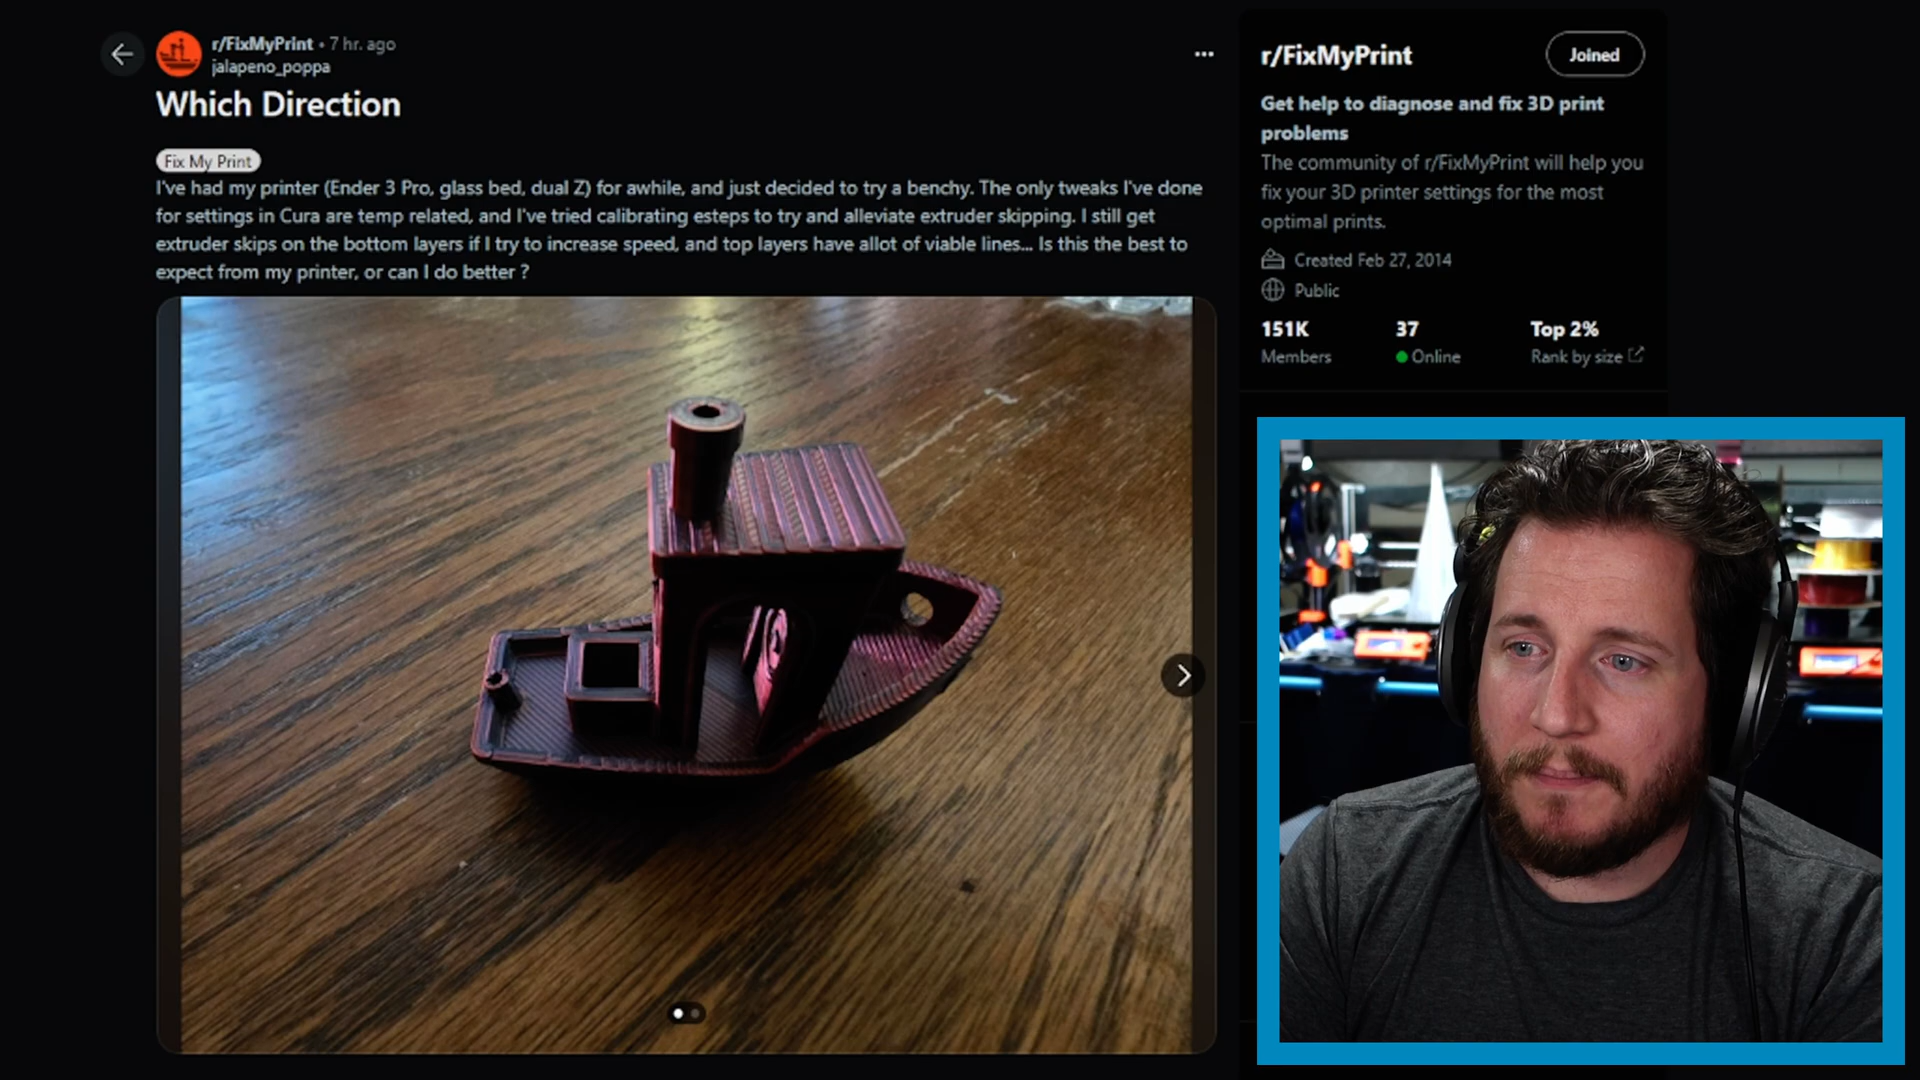 r/FixMyPrint • 7 hr. ago
jalapeno_poppa
Which Direction
Fix My Print
I've had my printer (Ender 3 Pro, glass bed, dual Z) for awhile, and just decided to try a benchy. The only tweaks I've done
for settings in Cura are temp related, and I've tried calibrating esteps to try and alleviate extruder skipping. I still get
extruder skips on the bottom layers if I try to increase speed, and top layers have allot of viable lines... Is this the best to
expect from my printer, or can I do better ?
r/FixMyPrint
Joined
Get help to diagnose and fix 3D print
problems
The community of r/FixMyPrint will help you
fix your 3D printer settings for the most
optimal prints.
Created Feb 27, 2014
Public
151K 37 Top 2%
Members Online Rank by size